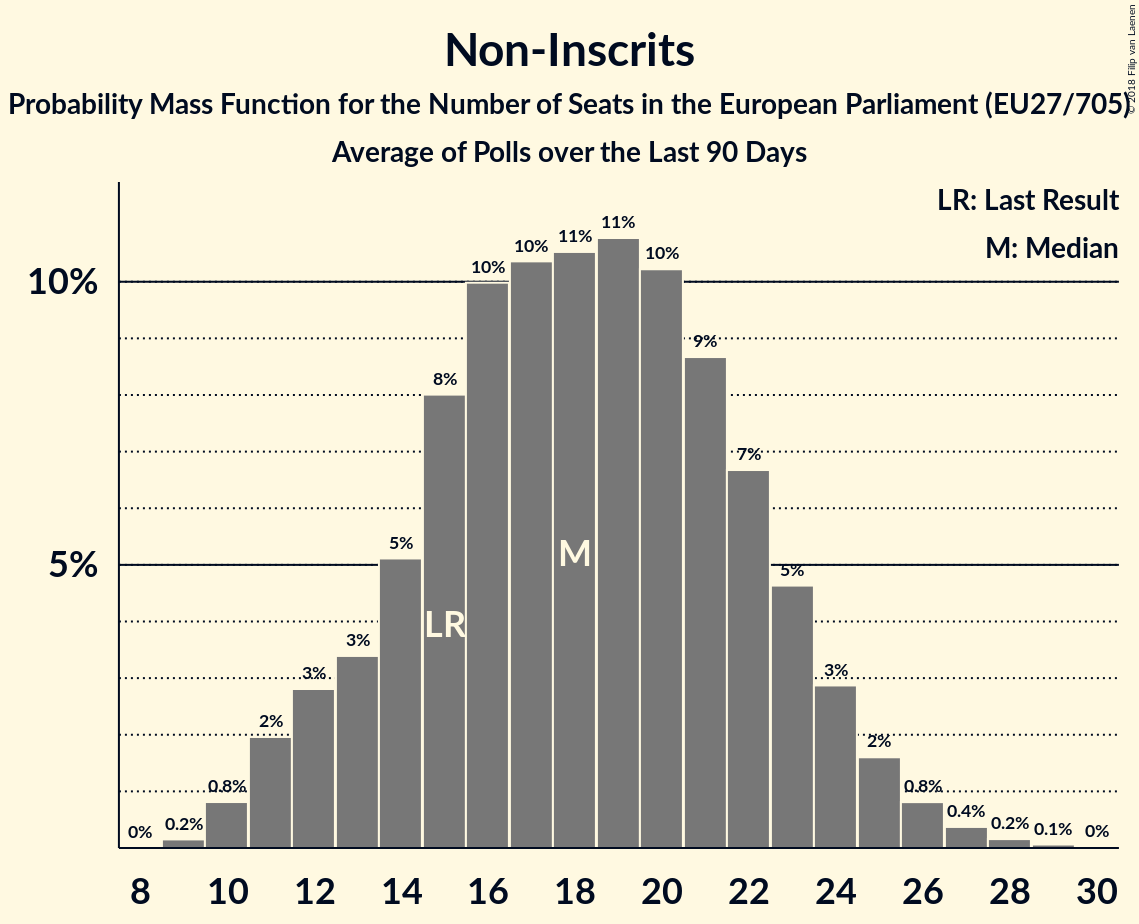 Non-Inscrits
Probability Mass Function for the Number of Seats in the European Parliament (EU27/705)
Average of Polls over the Last 90 Days
© 2018 Filip van Laenen
LR: Last Result
M: Median
10%
5%
0%
0.2%
0.8%
2%
3%
3%
5%
8%
10%
10%
11%
11%
10%
9%
7%
5%
3%
2%
0.8%
0.4%
0.2%
0.1%
0%
LR
M
8 10 12 14 16 18 20 22 24 26 28 30